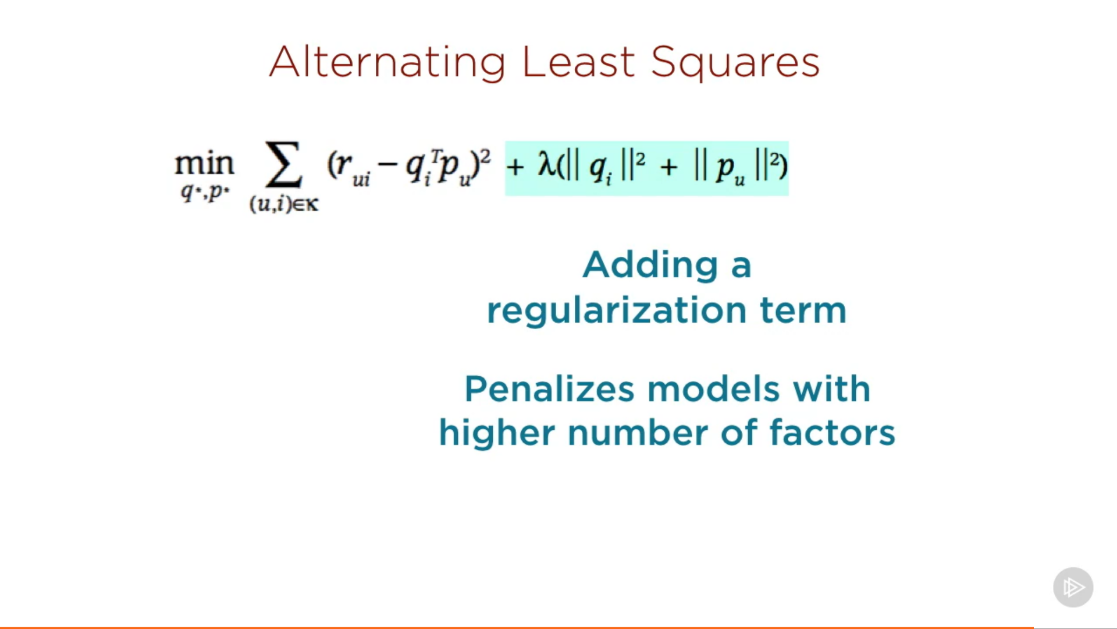 Alternating Least Squares
min ∑ (r_ui − q_i^T p_u)² + λ(|| q_i ||² + || p_u ||²)
q*,p* (u,i)∈κ
Adding a
regularization term
Penalizes models with
higher number of factors